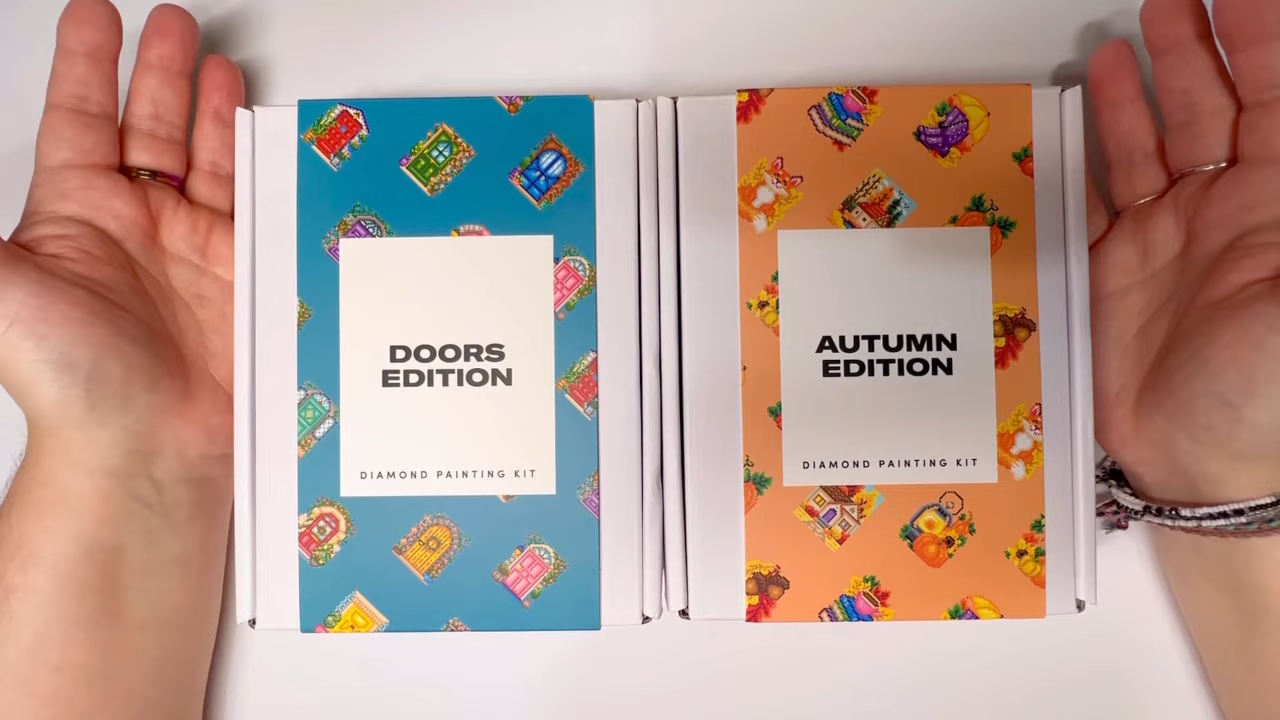 DOORS
EDITION
DIAMOND PAINTING KIT
AUTUMN
EDITION
DIAMOND PAINTING KIT